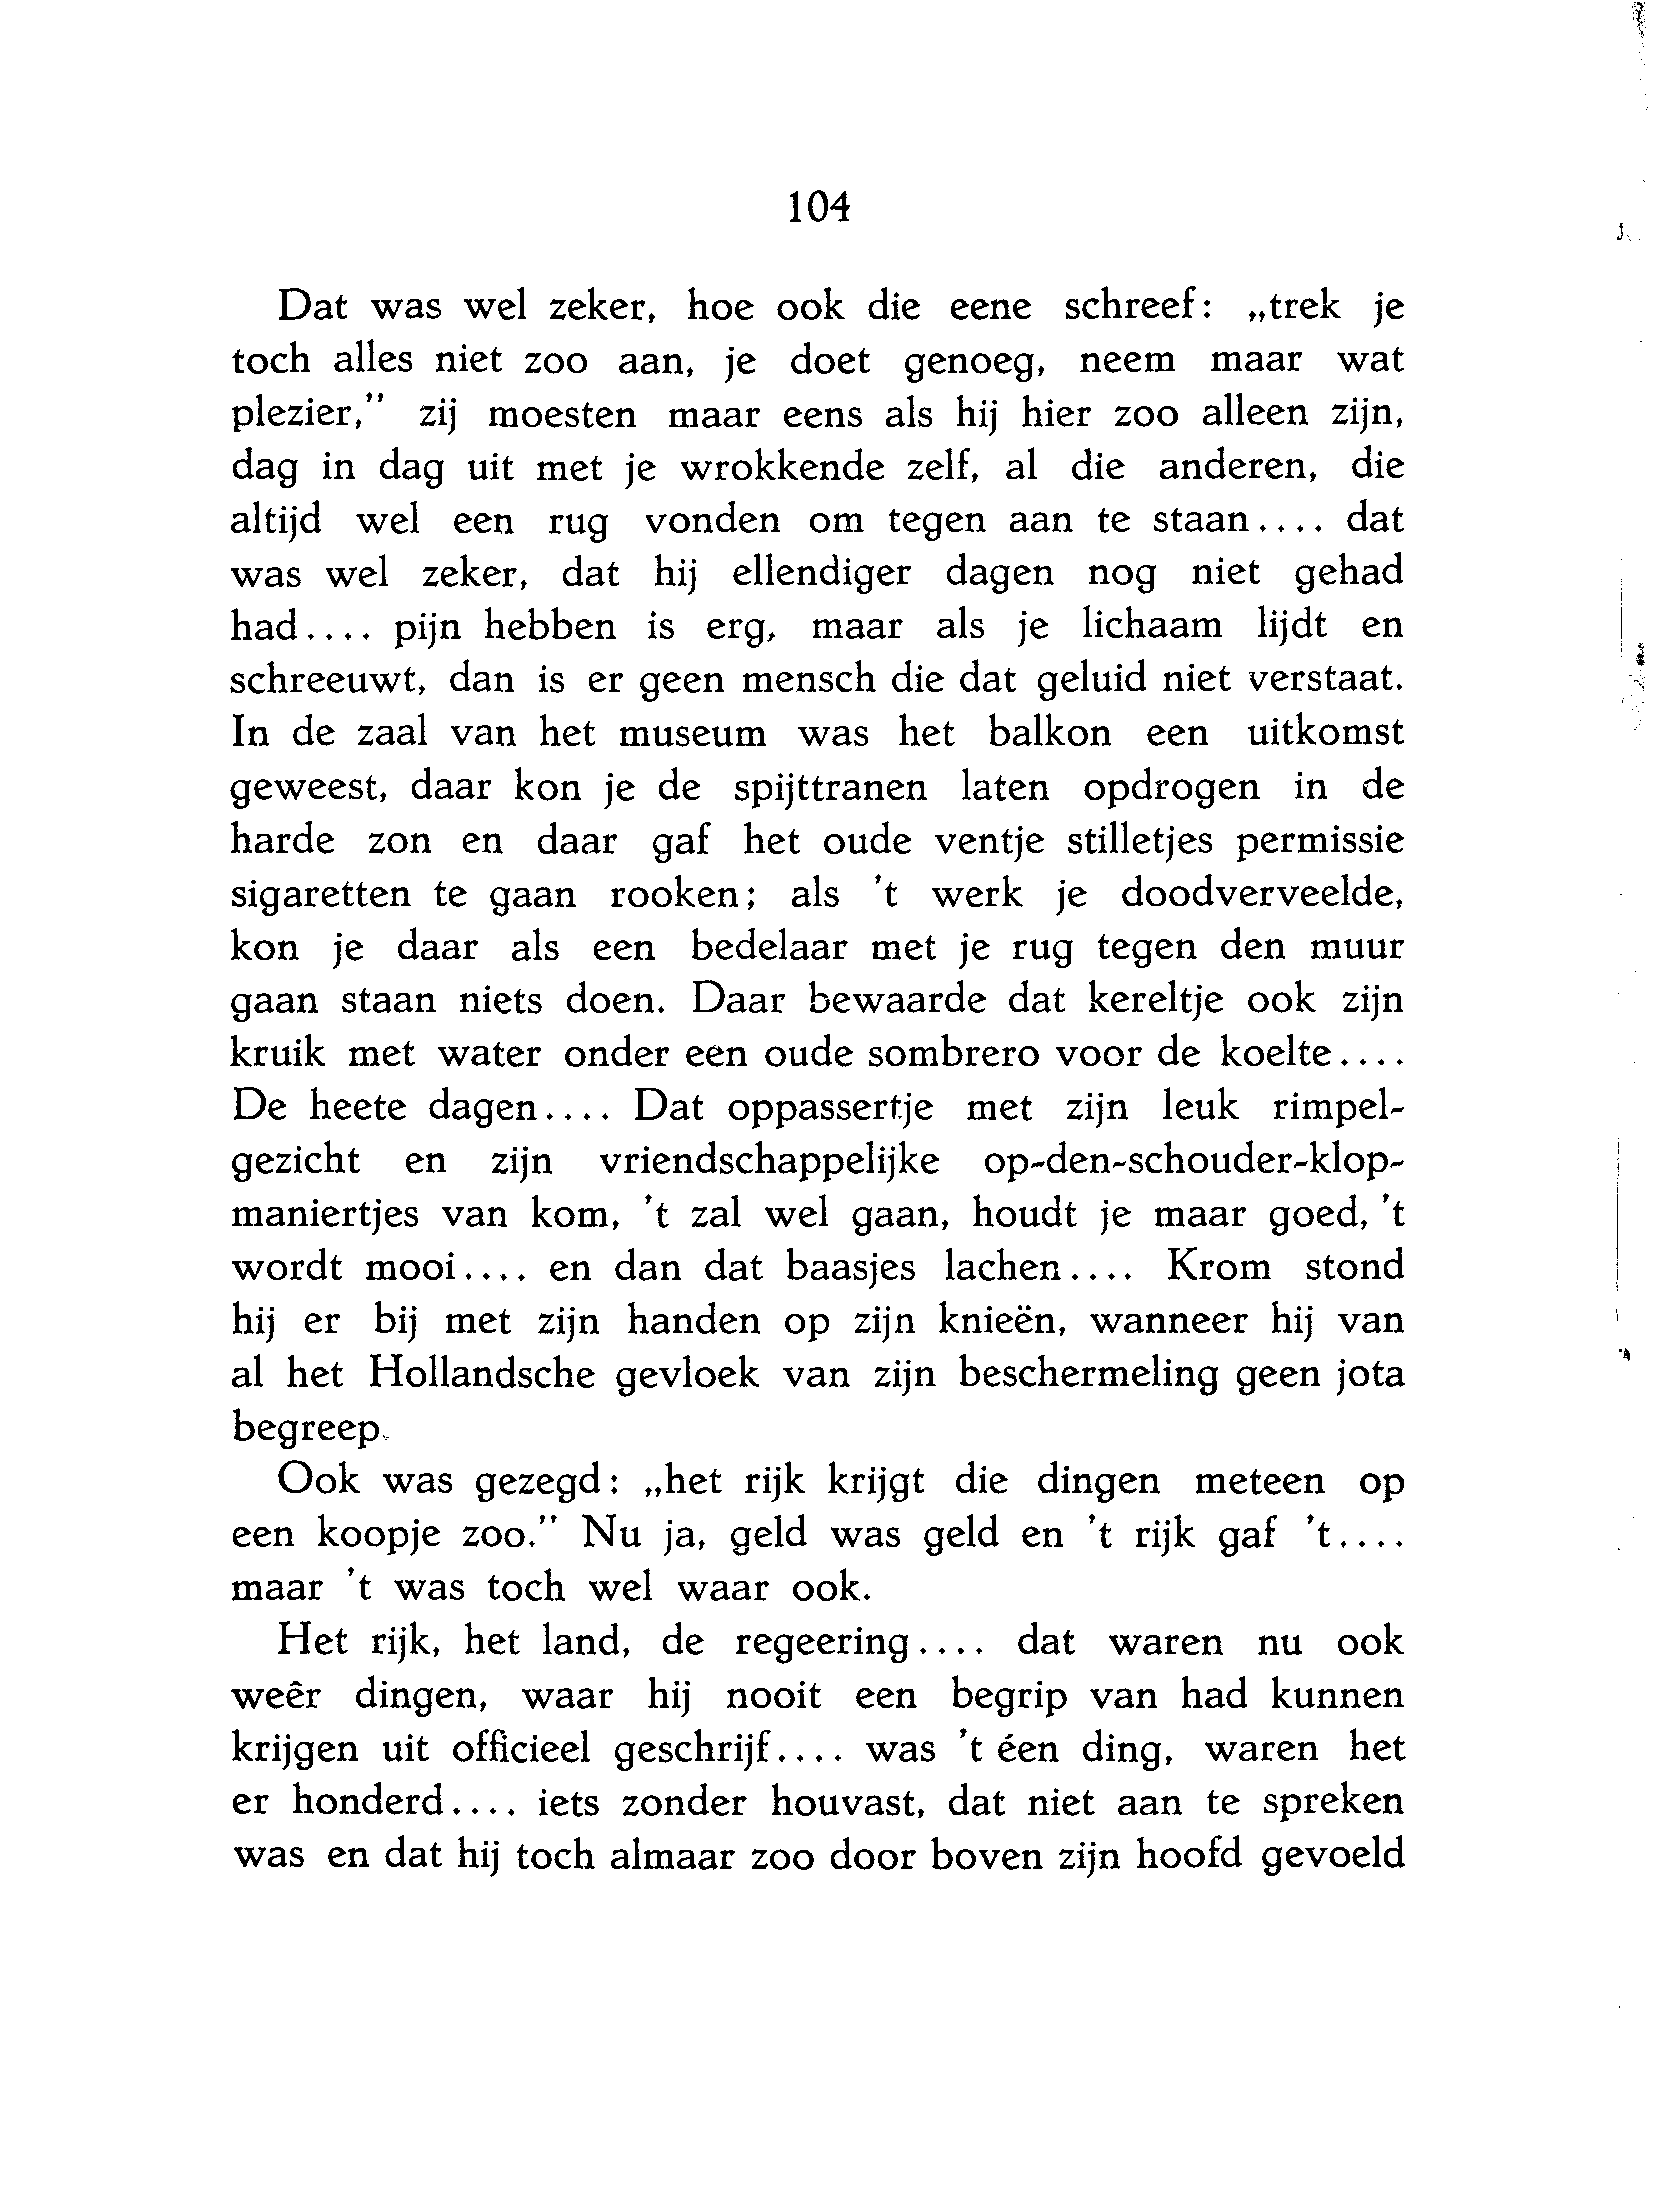 104
Dat was wel zeker, hoe ook die eene schreef: „trek je
toch alles niet zoo aan, je doet genoeg, neem maar wat
plezier,” zij moesten maar eens als hij hier zoo alleen zijn,
dag in dag uit met je wrokkende zelf, al die anderen, die
altijd wel een rug vonden om tegen aan te staan.... dat
was wel zeker, dat hij ellendiger dagen nog niet gehad
had.... pijn hebben is erg, maar als je lichaam lijdt en
schreeuwt, dan is er geen mensch die dat geluid niet verstaat.
In de zaal van het museum was het balkon een uitkomst
geweest, daar kon je de spijttranen laten opdrogen in de
harde zon en daar gaf het oude ventje stilletjes permissie
sigaretten te gaan rooken; als 't werk je doodverveelde,
kon je daar als een bedelaar met je rug tegen den muur
gaan staan niets doen. Daar bewaarde dat kereltje ook zijn
kruik met water onder een oude sombrero voor de koelte....
De heete dagen.... Dat oppassertje met zijn leuk rimpel-
gezicht en zijn vriendschappelijke op-den-schouder-klop-
maniertjes van kom, 't zal wel gaan, houdt je maar goed, 't
wordt mooi.... en dan dat baasjes lachen.... Krom stond
hij er bij met zijn handen op zijn knieën, wanneer hij van
al het Hollandsche gevloek van zijn beschermeling geen jota
begreep.
Ook was gezegd: „het rijk krijgt die dingen meteen op
een koopje zoo.” Nu ja, geld was geld en 't rijk gaf 't....
maar 't was toch wel waar ook.
Het rijk, het land, de regeering.... dat waren nu ook
weêr dingen, waar hij nooit een begrip van had kunnen
krijgen uit officieel geschrijf.... was 't éen ding, waren het
er honderd.... iets zonder houvast, dat niet aan te spreken
was en dat hij toch almaar zoo door boven zijn hoofd gevoeld